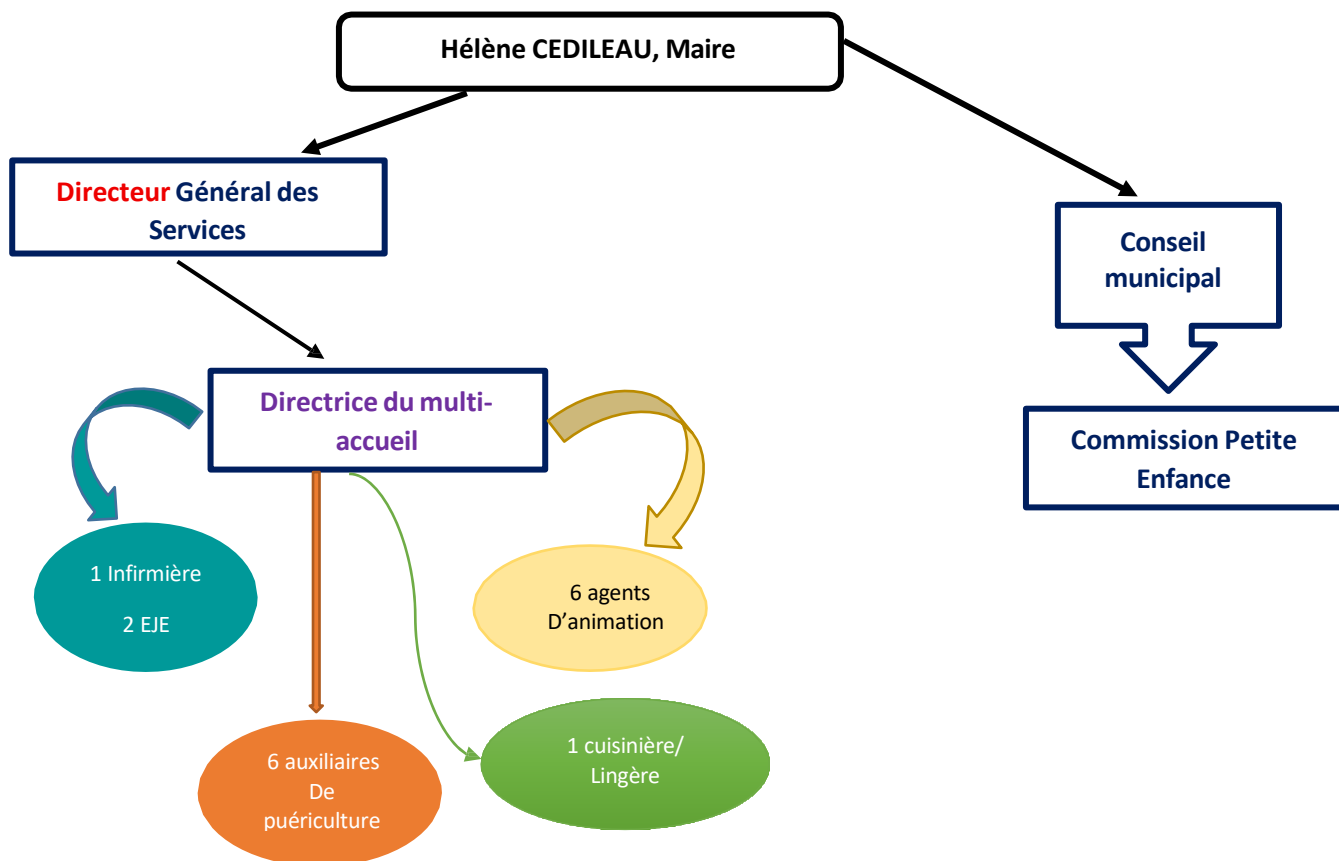 Hélène CEDILEAU, Maire
Directeur Général des
Services
Conseil
municipal
Directrice du multi-
accueil
Commission Petite
Enfance
1 Infirmière
2 EJE
6 agents
D’animation
6 auxiliaires
De
puériculture
1 cuisinière/
Lingère